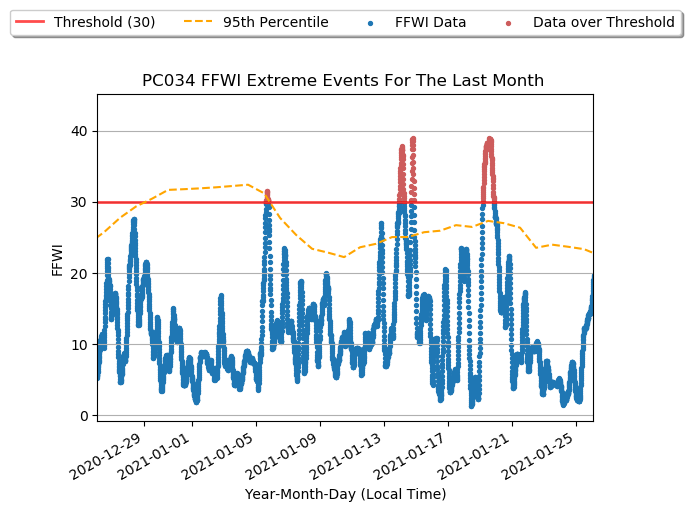 Threshold (30) 95th Percentile FFWI Data Data over Threshold
PC034 FFWI Extreme Events For The Last Month
FFWI
40
30
20
10
0
2020-12-29 2021-01-01 2021-01-05 2021-01-09 2021-01-13 2021-01-17 2021-01-21 2021-01-25
Year-Month-Day (Local Time)